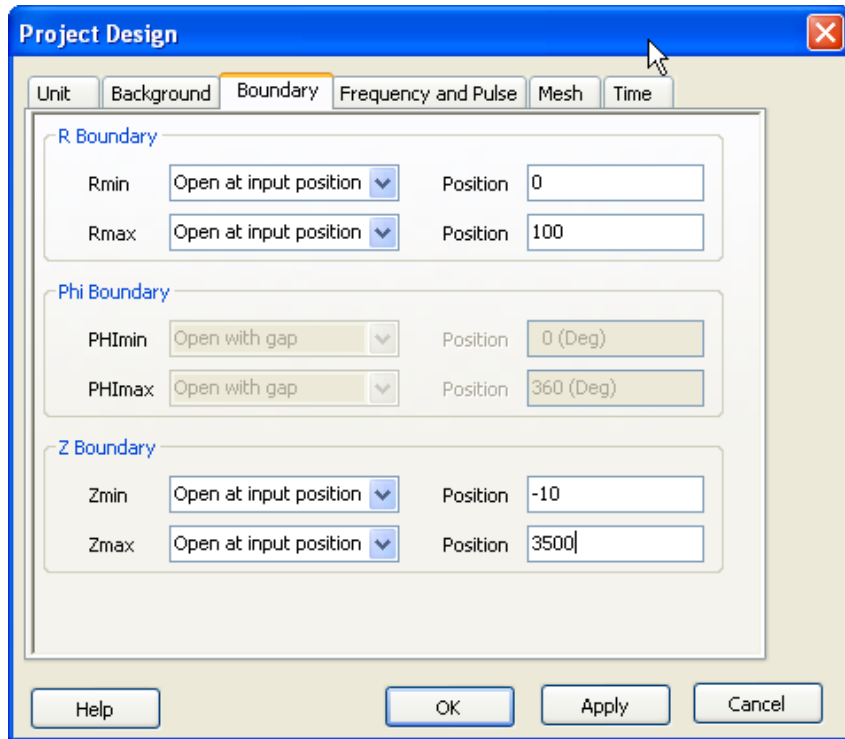 Project Design
Unit Background Boundary Frequency and Pulse Mesh Time
R Boundary
Rmin Open at input position Position 0
Rmax Open at input position Position 100
Phi Boundary
PHImin Open with gap Position 0 (Deg)
PHImax Open with gap Position 360 (Deg)
Z Boundary
Zmin Open at input position Position -10
Zmax Open at input position Position 3500
Help OK Apply Cancel